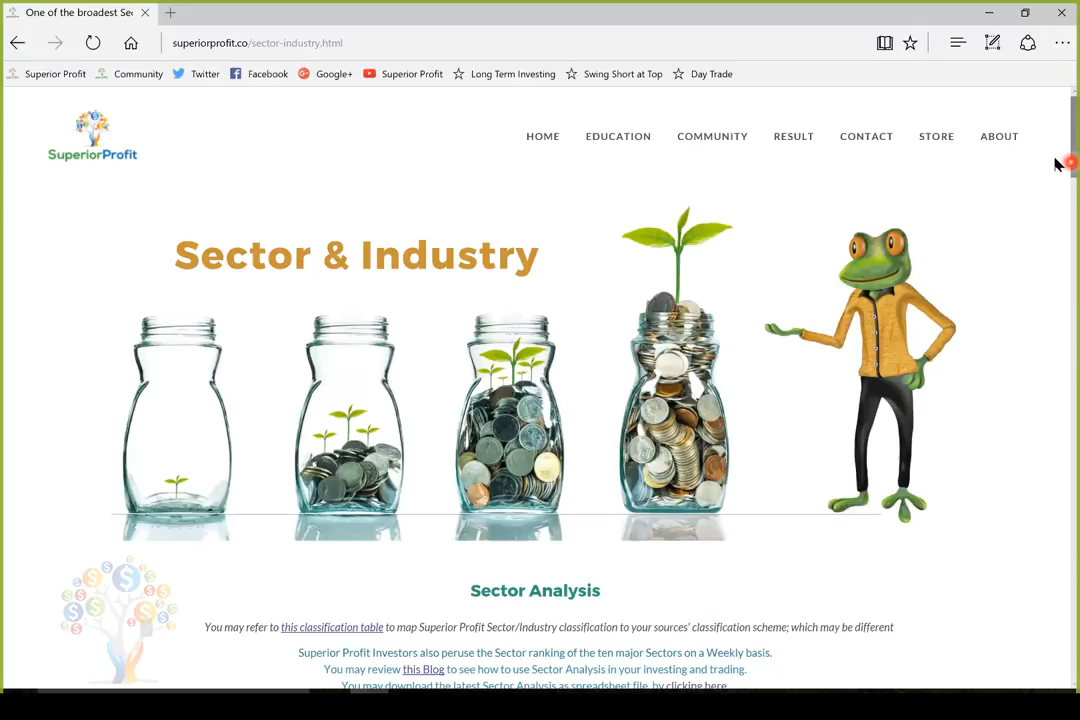 One of the broadest Sec
superiorprofit.co/sector-industry.html
Superior Profit
Community
Twitter
Facebook
Google+
Superior Profit
Long Term Investing
Swing Short at Top
Day Trade
SuperiorProfit
HOME
EDUCATION
COMMUNITY
RESULT
CONTACT
STORE
ABOUT
Sector & Industry
Sector Analysis
You may refer to this classification table to map Superior Profit Sector/Industry classification to your sources' classification scheme; which may be different
Superior Profit Investors also peruse the Sector ranking of the ten major Sectors on a Weekly basis.
You may review this Blog to see how to use Sector Analysis in your investing and trading.
You may download the latest Sector Analysis as spreadsheet file, by clicking here.